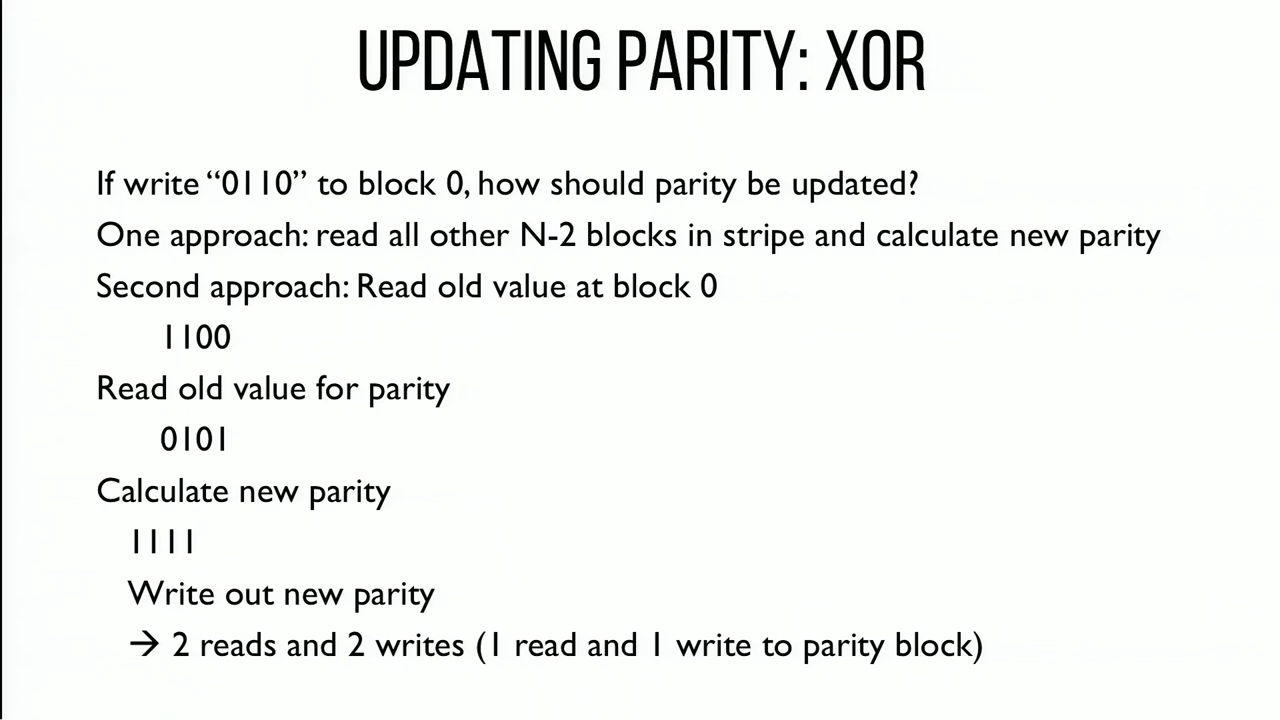 UPDATING PARITY: XOR
If write “0110” to block 0, how should parity be updated?
One approach: read all other N-2 blocks in stripe and calculate new parity
Second approach: Read old value at block 0
1100
Read old value for parity
0101
Calculate new parity
1111
Write out new parity
→ 2 reads and 2 writes (1 read and 1 write to parity block)